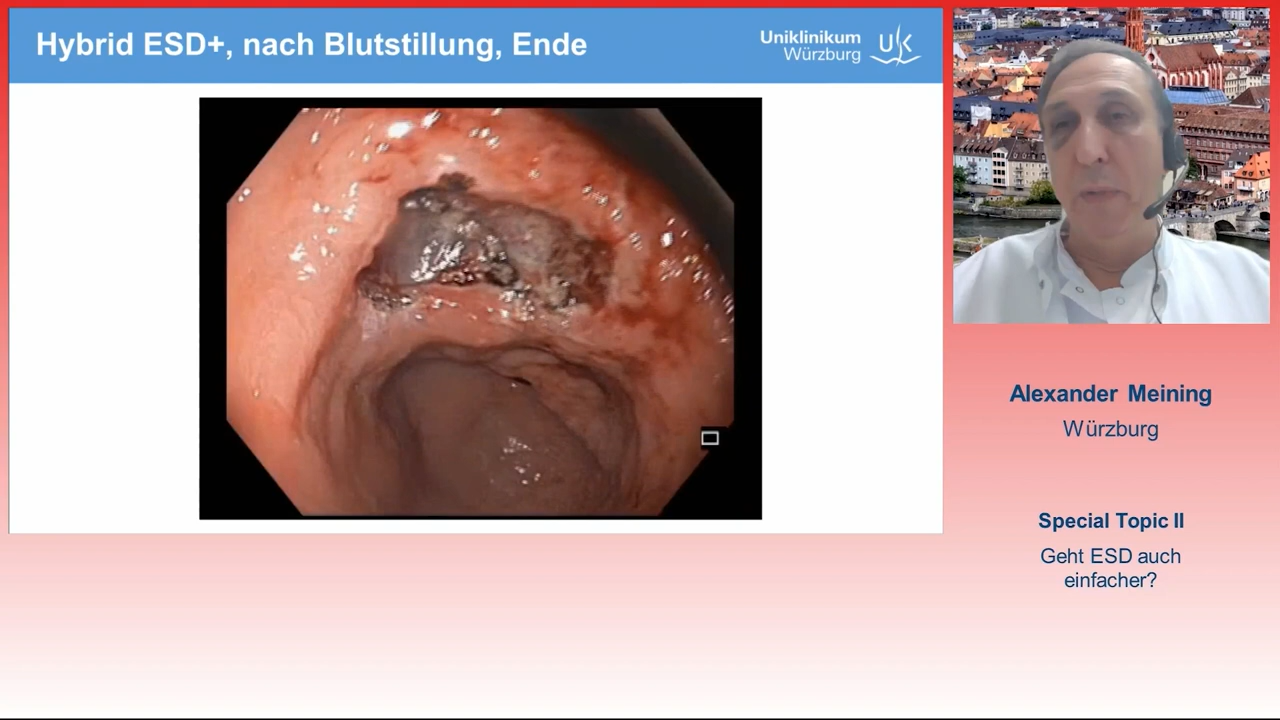 Hybrid ESD+, nach Blutstillung, Ende
Uniklinikum
Würzburg
UK
Alexander Meining
Würzburg
Special Topic II
Geht ESD auch
einfacher?